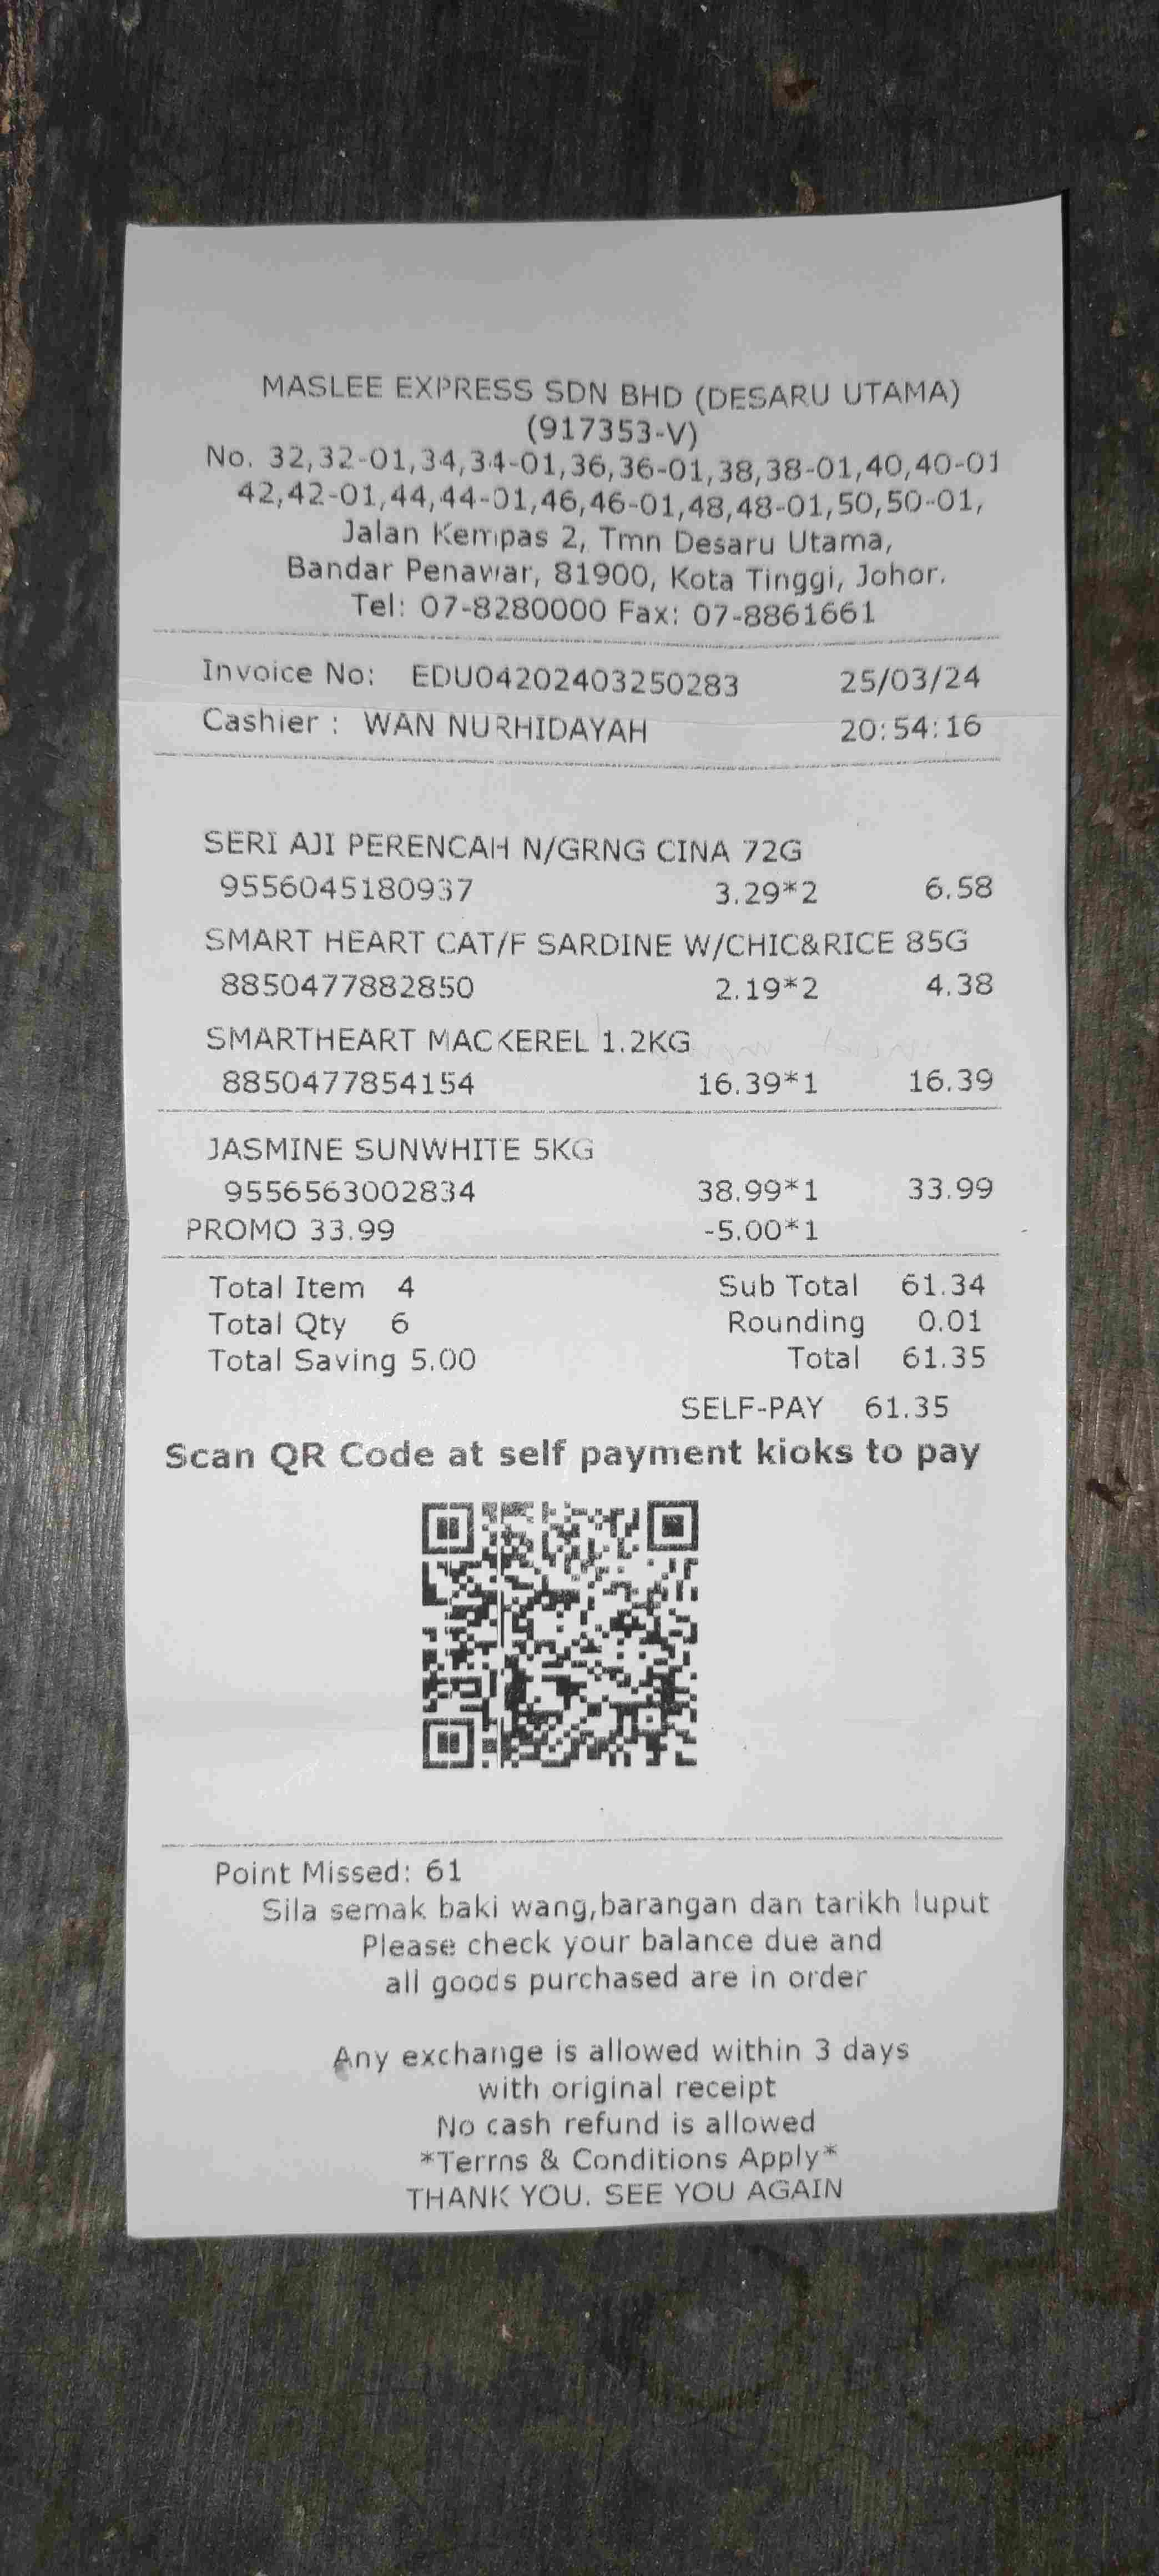 MASLEE EXPRESS SDN BHD (DESARU UTAMA)
(917353-V)
No. 32,32-01,34,34-01,36,36-01,38,38-01,40,40-01
42,42-01,44,44-01,46,46-01,48,48-01,50,50-01,
Jalan Kempas 2, Tmn Desaru Utama,
Bandar Penawar, 81900, Kota Tinggi, Johor.
Tel: 07-8280000 Fax: 07-8861661
Invoice No: EDU04202403250283 25/03/24
Cashier : WAN NURHIDAYAH 20:54:16
SERI AJI PERENCAH N/GRNG CINA 72G
9556045180937 3.29*2 6.58
SMART HEART CAT/F SARDINE W/CHIC&RICE 85G
8850477882850 2.19*2 4.38
SMARTHEART MACKEREL 1.2KG
8850477854154 16.39*1 16.39
JASMINE SUNWHITE 5KG
9556563002834 38.99*1 33.99
PROMO 33.99 -5.00*1
Total Item 4 Sub Total 61.34
Total Qty 6 Rounding 0.01
Total Saving 5.00 Total 61.35
SELF-PAY 61.35
Scan QR Code at self payment kioks to pay
Point Missed: 61
Sila semak baki wang,barangan dan tarikh luput
Please check your balance due and
all goods purchased are in order
Any exchange is allowed within 3 days
with original receipt
No cash refund is allowed
*Terms & Conditions Apply*
THANK YOU. SEE YOU AGAIN